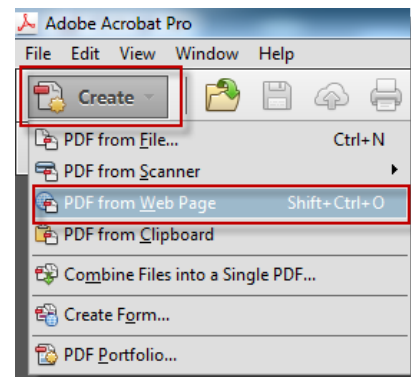 Adobe Acrobat Pro
File Edit View Window Help
Create
PDF from File... Ctrl+N
PDF from Scanner
PDF from Web Page Shift+Ctrl+O
PDF from Clipboard
Combine Files into a Single PDF...
Create Form...
PDF Portfolio...